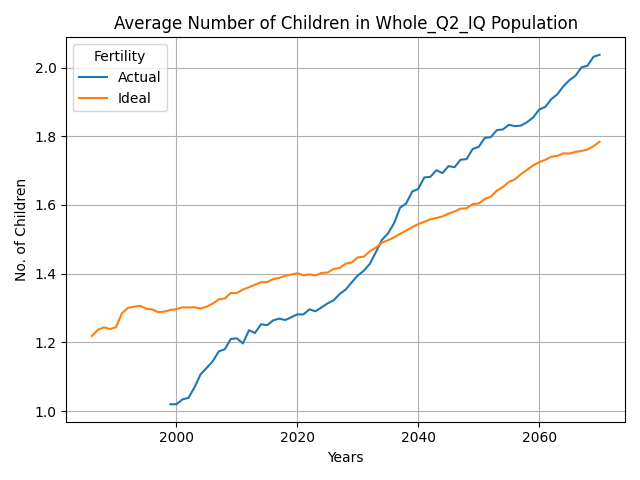 Average Number of Children in Whole_Q2_IQ Population
Fertility
Actual
Ideal
No. of Children
2.0
1.8
1.6
1.4
1.2
1.0
2000 2020 2040 2060
Years